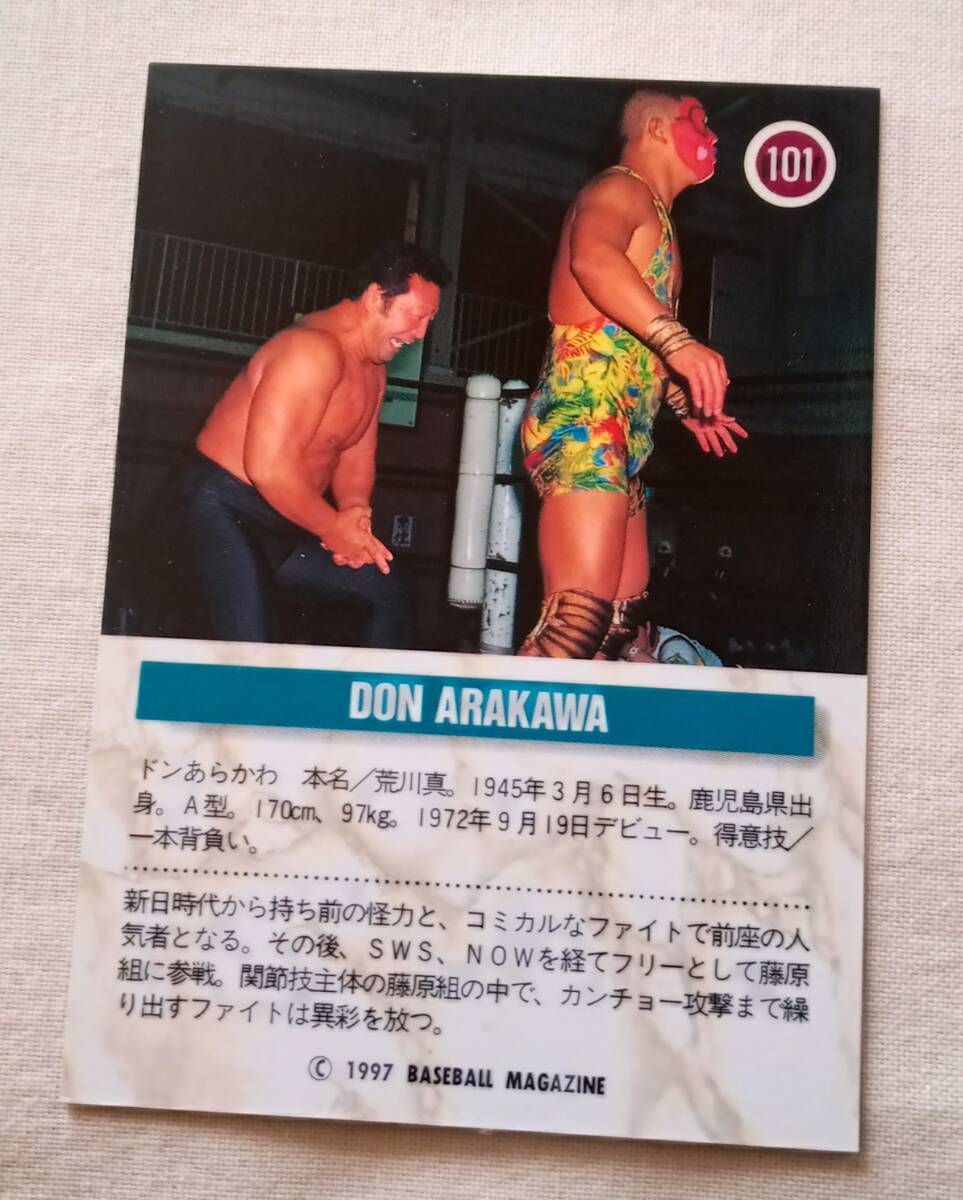 101
DON ARAKAWA
ドンあらかわ　本名／荒川真。1945年3月6日生。鹿児島県出
身。A型。170cm、97kg。1972年9月19日デビュー。得意技／
一本背負い。
新日時代から持ち前の怪力と、コミカルなファイトで前座の人
気者となる。その後、SWS、NOWを経てフリーとして藤原
組に参戦。関節技主体の藤原組の中で、カンチョー攻撃まで繰
り出すファイトは異彩を放つ。
© 1997 BASEBALL MAGAZINE